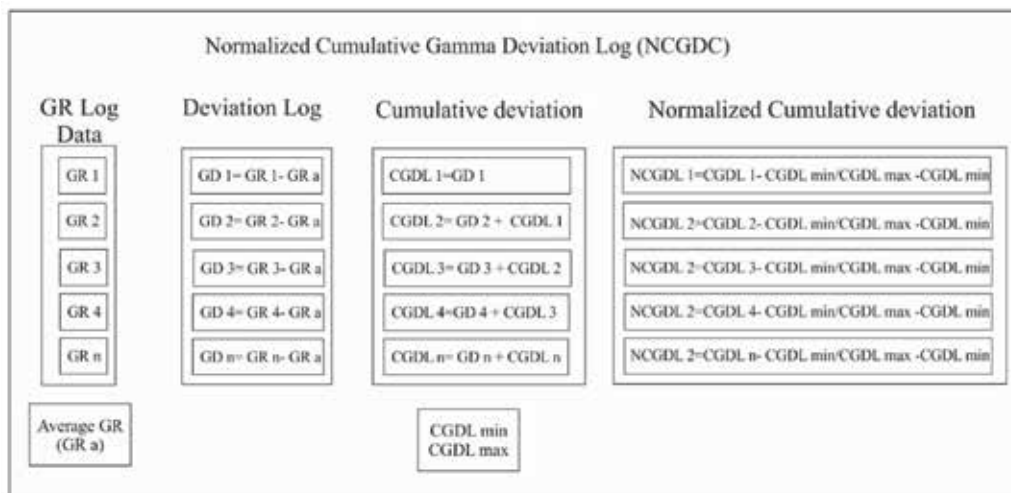 Normalized Cumulative Gamma Deviation Log (NCGDC)
GR Log
Data
Deviation Log
Cumulative deviation
Normalized Cumulative deviation
GR 1
GD 1= GR 1- GR a
CGDL 1=GD 1
NCGDL 1=CGDL 1- CGDL min/CGDL max -CGDL min
GR 2
GD 2= GR 2- GR a
CGDL 2= GD 2 + CGDL 1
NCGDL 2=CGDL 2- CGDL min/CGDL max -CGDL min
GR 3
GD 3= GR 3- GR a
CGDL 3= GD 3 + CGDL 2
NCGDL 2=CGDL 3- CGDL min/CGDL max -CGDL min
GR 4
GD 4= GR 4- GR a
CGDL 4=GD 4 + CGDL 3
NCGDL 2=CGDL 4- CGDL min/CGDL max -CGDL min
GR n
GD n= GR n- GR a
CGDL n= GD n + CGDL n
NCGDL 2=CGDL n- CGDL min/CGDL max -CGDL min
Average GR
(GR a)
CGDL min
CGDL max